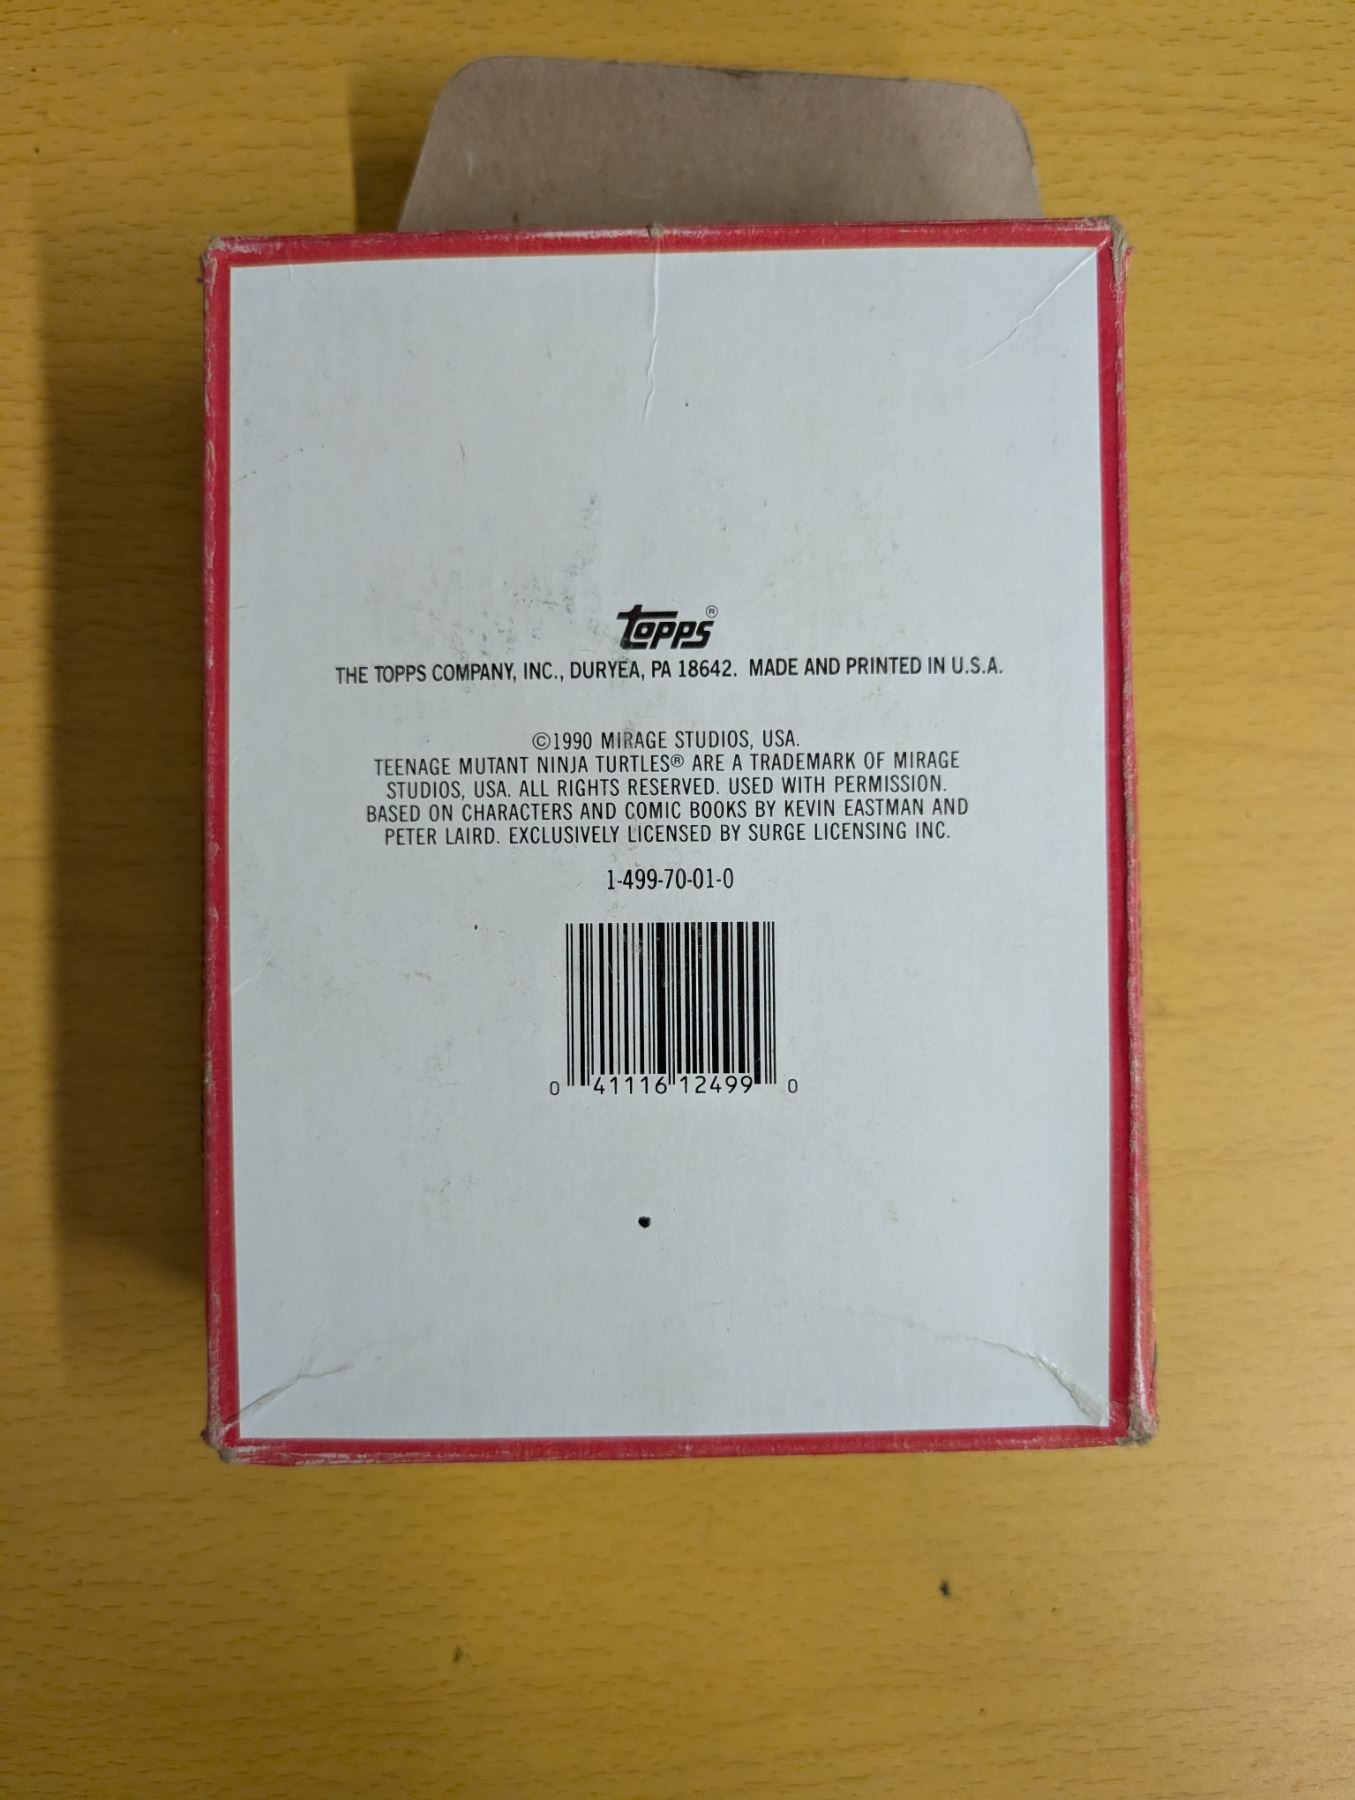 topps®
THE TOPPS COMPANY, INC., DURYEA, PA 18642. MADE AND PRINTED IN U.S.A.
©1990 MIRAGE STUDIOS, USA.
TEENAGE MUTANT NINJA TURTLES® ARE A TRADEMARK OF MIRAGE
STUDIOS, USA. ALL RIGHTS RESERVED. USED WITH PERMISSION.
BASED ON CHARACTERS AND COMIC BOOKS BY KEVIN EASTMAN AND
PETER LAIRD. EXCLUSIVELY LICENSED BY SURGE LICENSING INC.
1-499-70-01-0
0 41116 12499 0